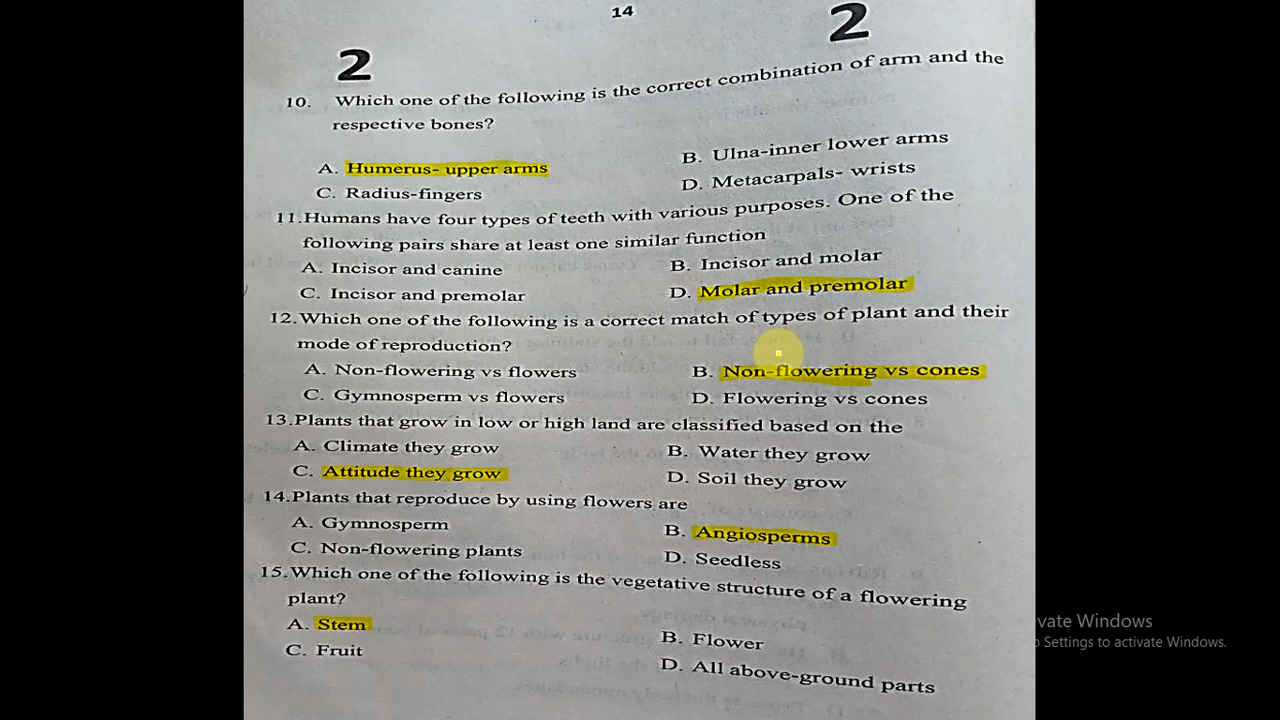 14
2
2
10. Which one of the following is the correct combination of arm and the
respective bones?
A. Humerus- upper arms
B. Ulna-inner lower arms
C. Radius-fingers
D. Metacarpals- wrists
11.Humans have four types of teeth with various purposes. One of the
following pairs share at least one similar function
A. Incisor and canine
B. Incisor and molar
C. Incisor and premolar
D. Molar and premolar
12.Which one of the following is a correct match of types of plant and their
mode of reproduction?
A. Non-flowering vs flowers
B. Non-flowering vs cones
C. Gymnosperm vs flowers
D. Flowering vs cones
13.Plants that grow in low or high land are classified based on the
A. Climate they grow
B. Water they grow
C. Attitude they grow
D. Soil they grow
14.Plants that reproduce by using flowers are
A. Gymnosperm
B. Angiosperms
C. Non-flowering plants
D. Seedless
15.Which one of the following is the vegetative structure of a flowering
plant?
A. Stem
B. Flower
C. Fruit
D. All above-ground parts
vate Windows
Settings to activate Windows.